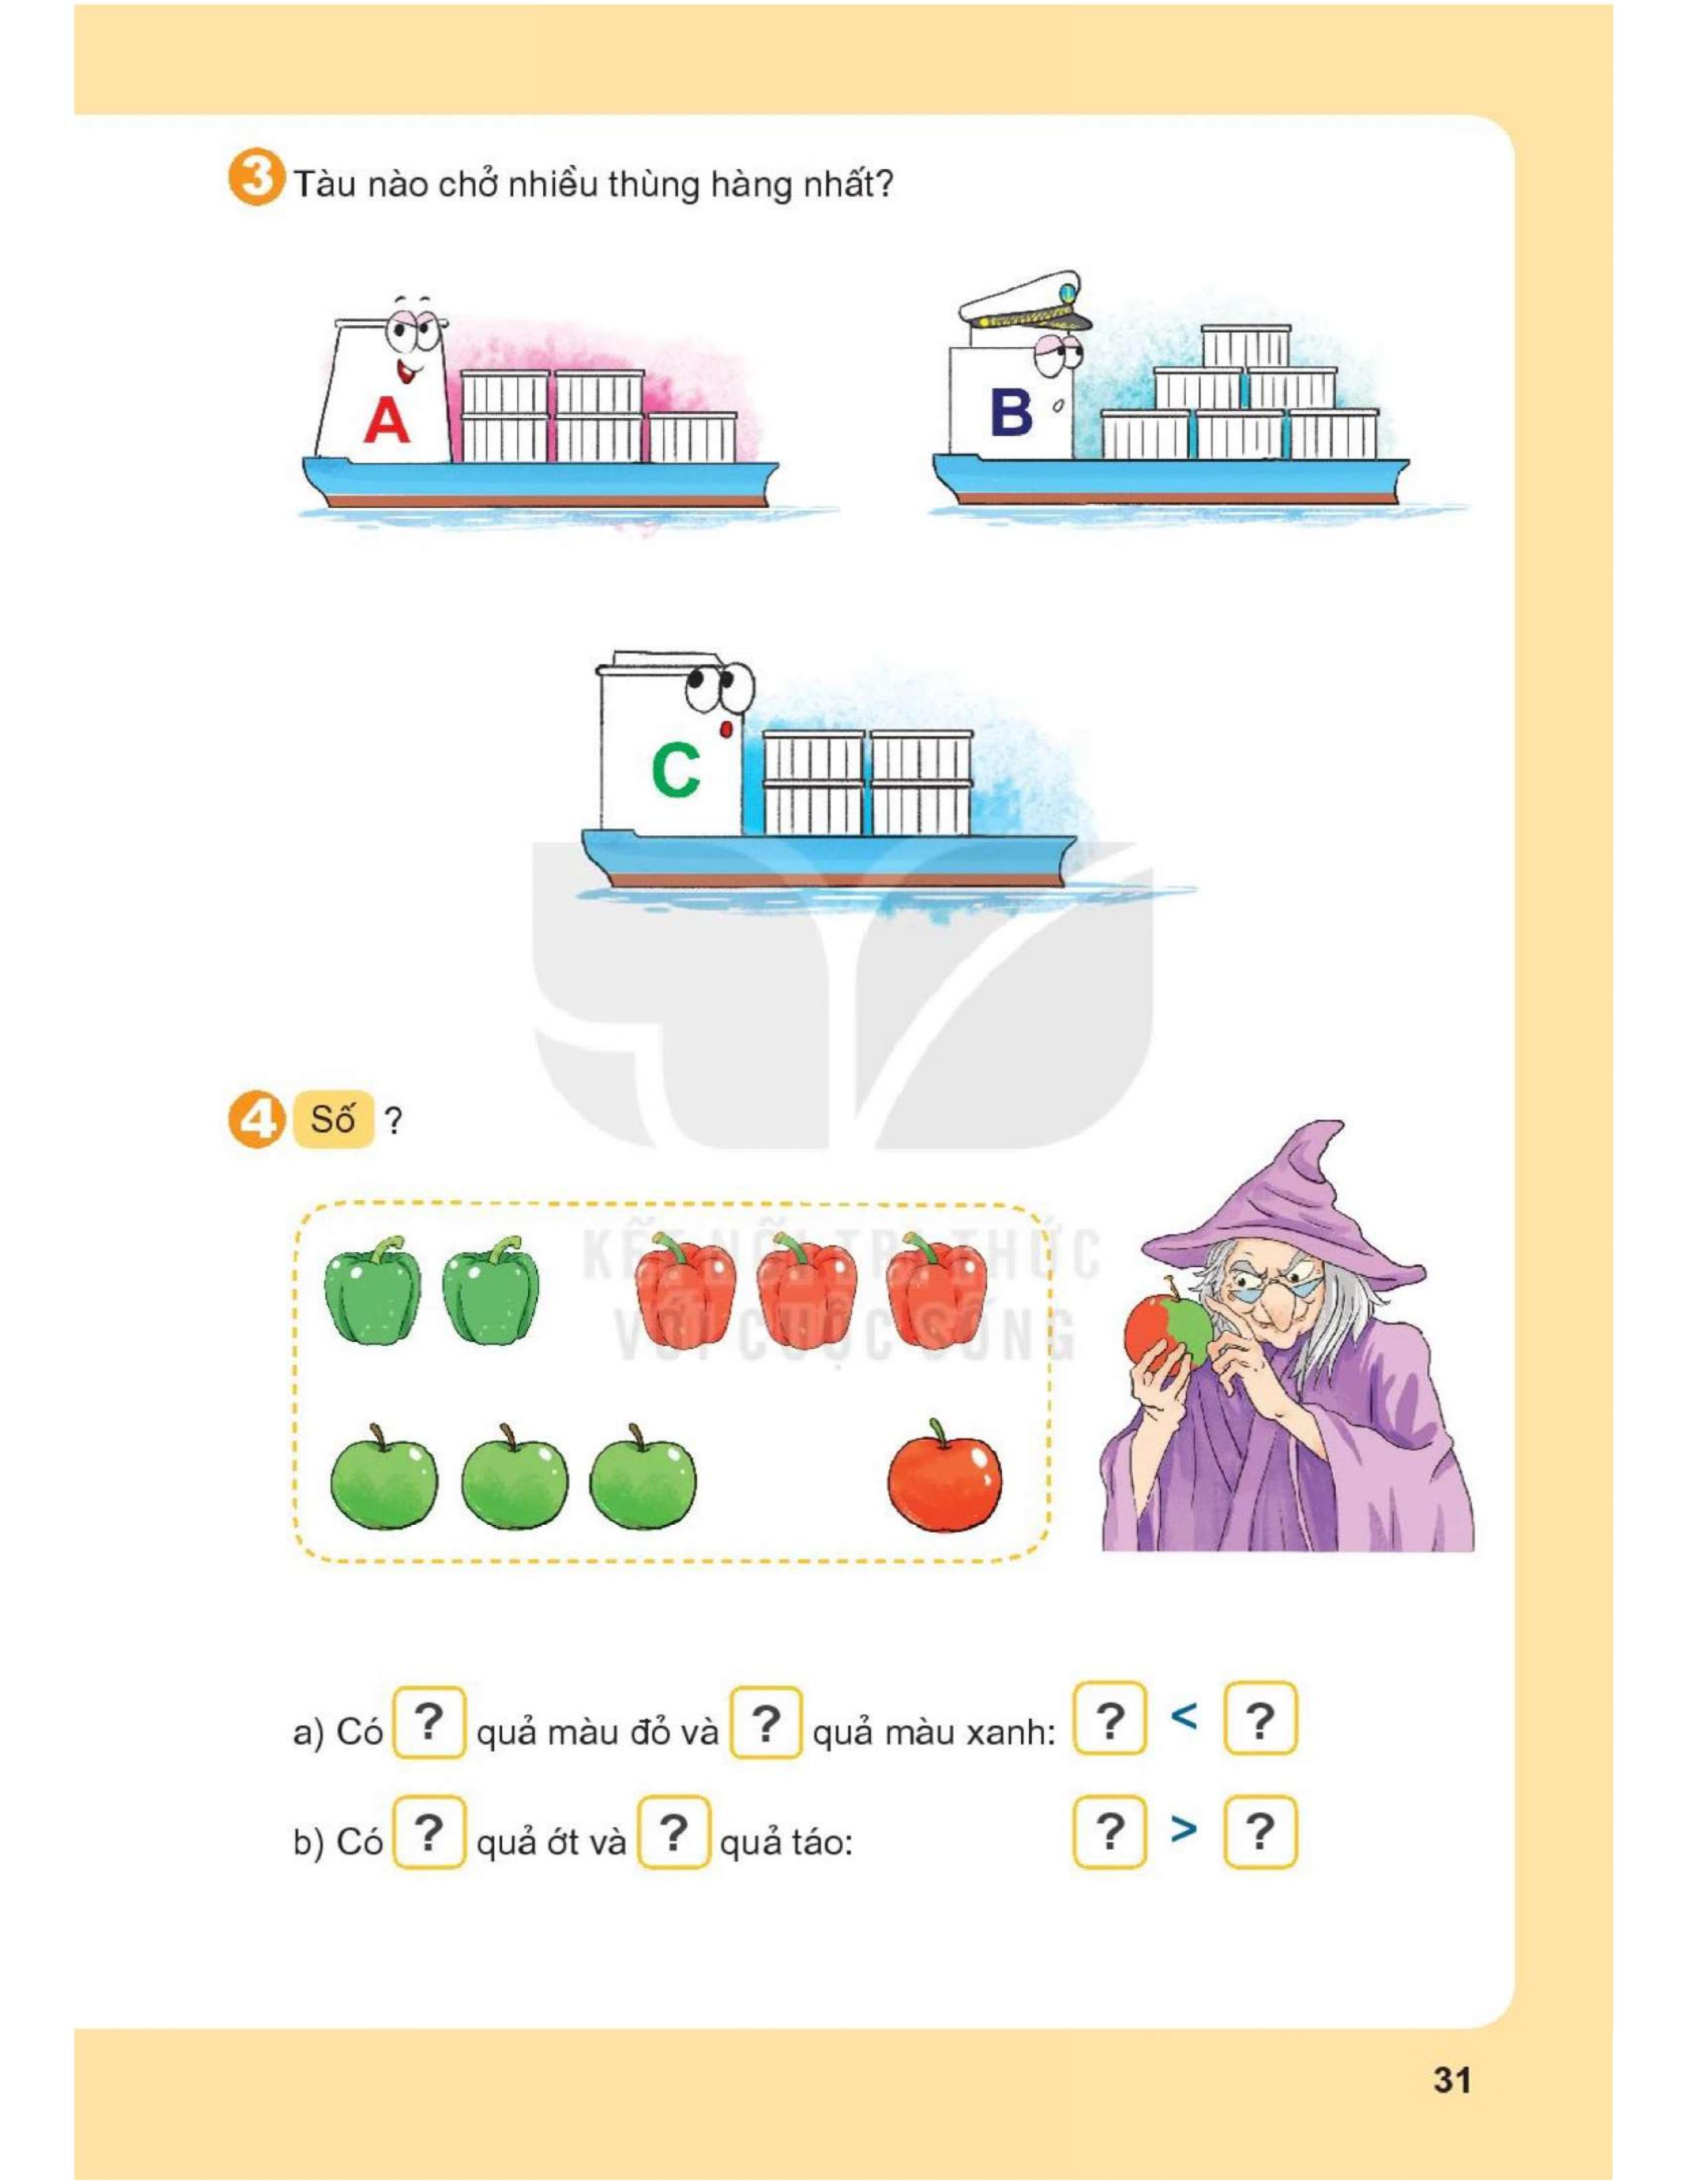 3 Tàu nào chở nhiều thùng hàng nhất?
A
B
C
4 Số ?
KẾT NỐI TRI THỨC
VỚI CUỘC SỐNG
a) Có ? quả màu đỏ và ? quả màu xanh: ? < ?
b) Có ? quả ớt và ? quả táo: ? > ?
31